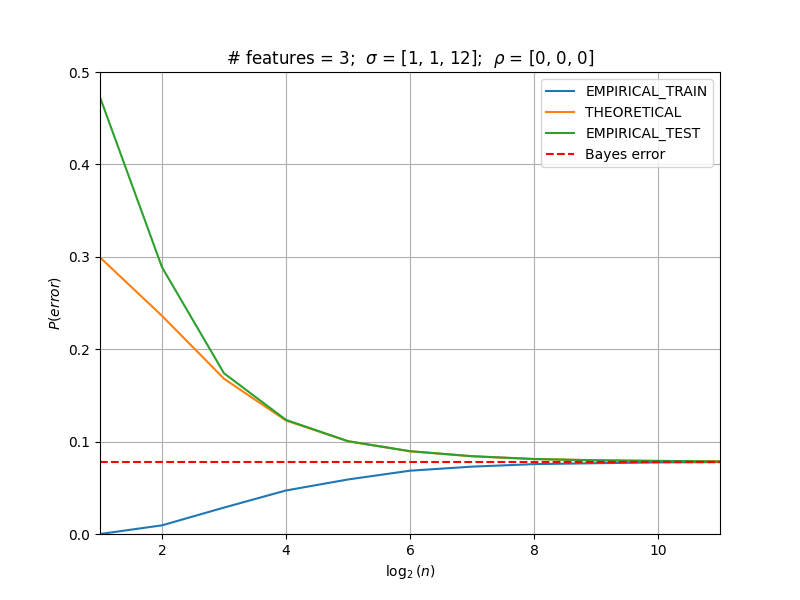 # features = 3;  σ = [1, 1, 12];  ρ = [0, 0, 0]
EMPIRICAL_TRAIN
THEORETICAL
EMPIRICAL_TEST
Bayes error
0.5
0.4
0.3
0.2
0.1
0.0
P(error)
2 4 6 8 10
log₂(n)